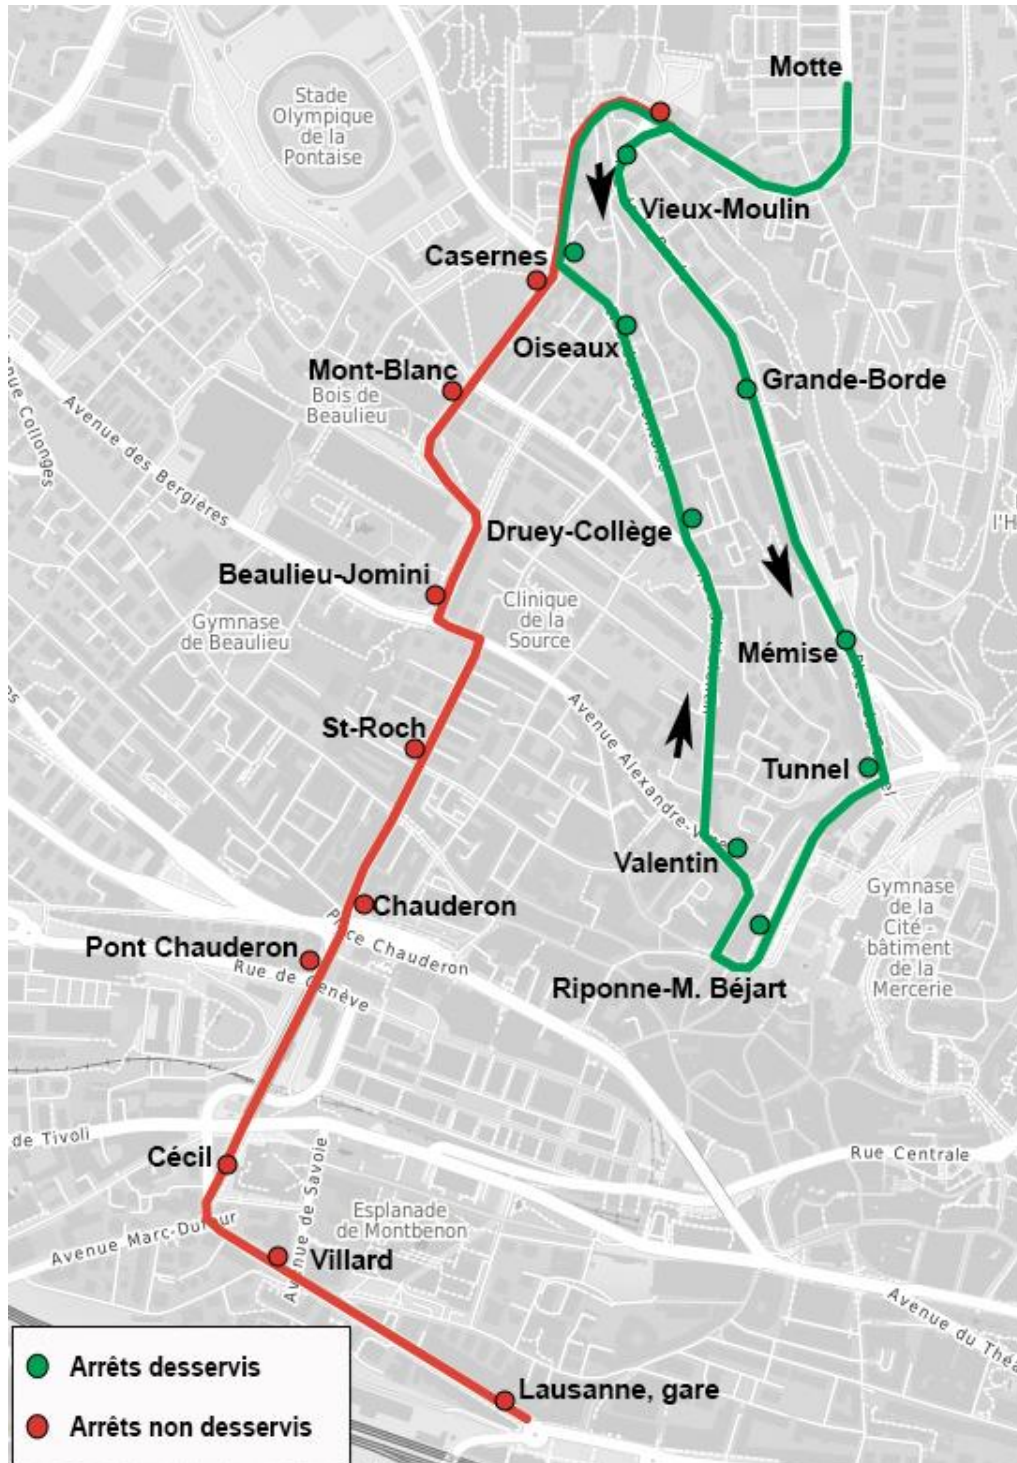 Motte
Stade
Olympique
de la
Pontaise
Vieux-Moulin
Casernes
Oiseaux
Mont-Blanc
Bois de
Beaulieu
Grande-Borde
Avenue des Bergières
Druey-Collège
Beaulieu-Jomini
Clinique
de la
Source
Gymnase
de Beaulieu
Mémise
St-Roch
Avenue Alexandre-
Tunnel
Valentin
Gymnase
de la
Cité -
bâtiment
de la
Mercerie
Chauderon
Place Chauderon
Pont Chauderon
Rue de Genève
Riponne-M. Béjart
de Tivoli
Cécil
Rue Centrale
Avenue de Savoie
Esplanade
de Montbenon
Avenue Marc-Dufour
Villard
Avenue du Théâ
Arrêts desservis
Lausanne, gare
Arrêts non desservis